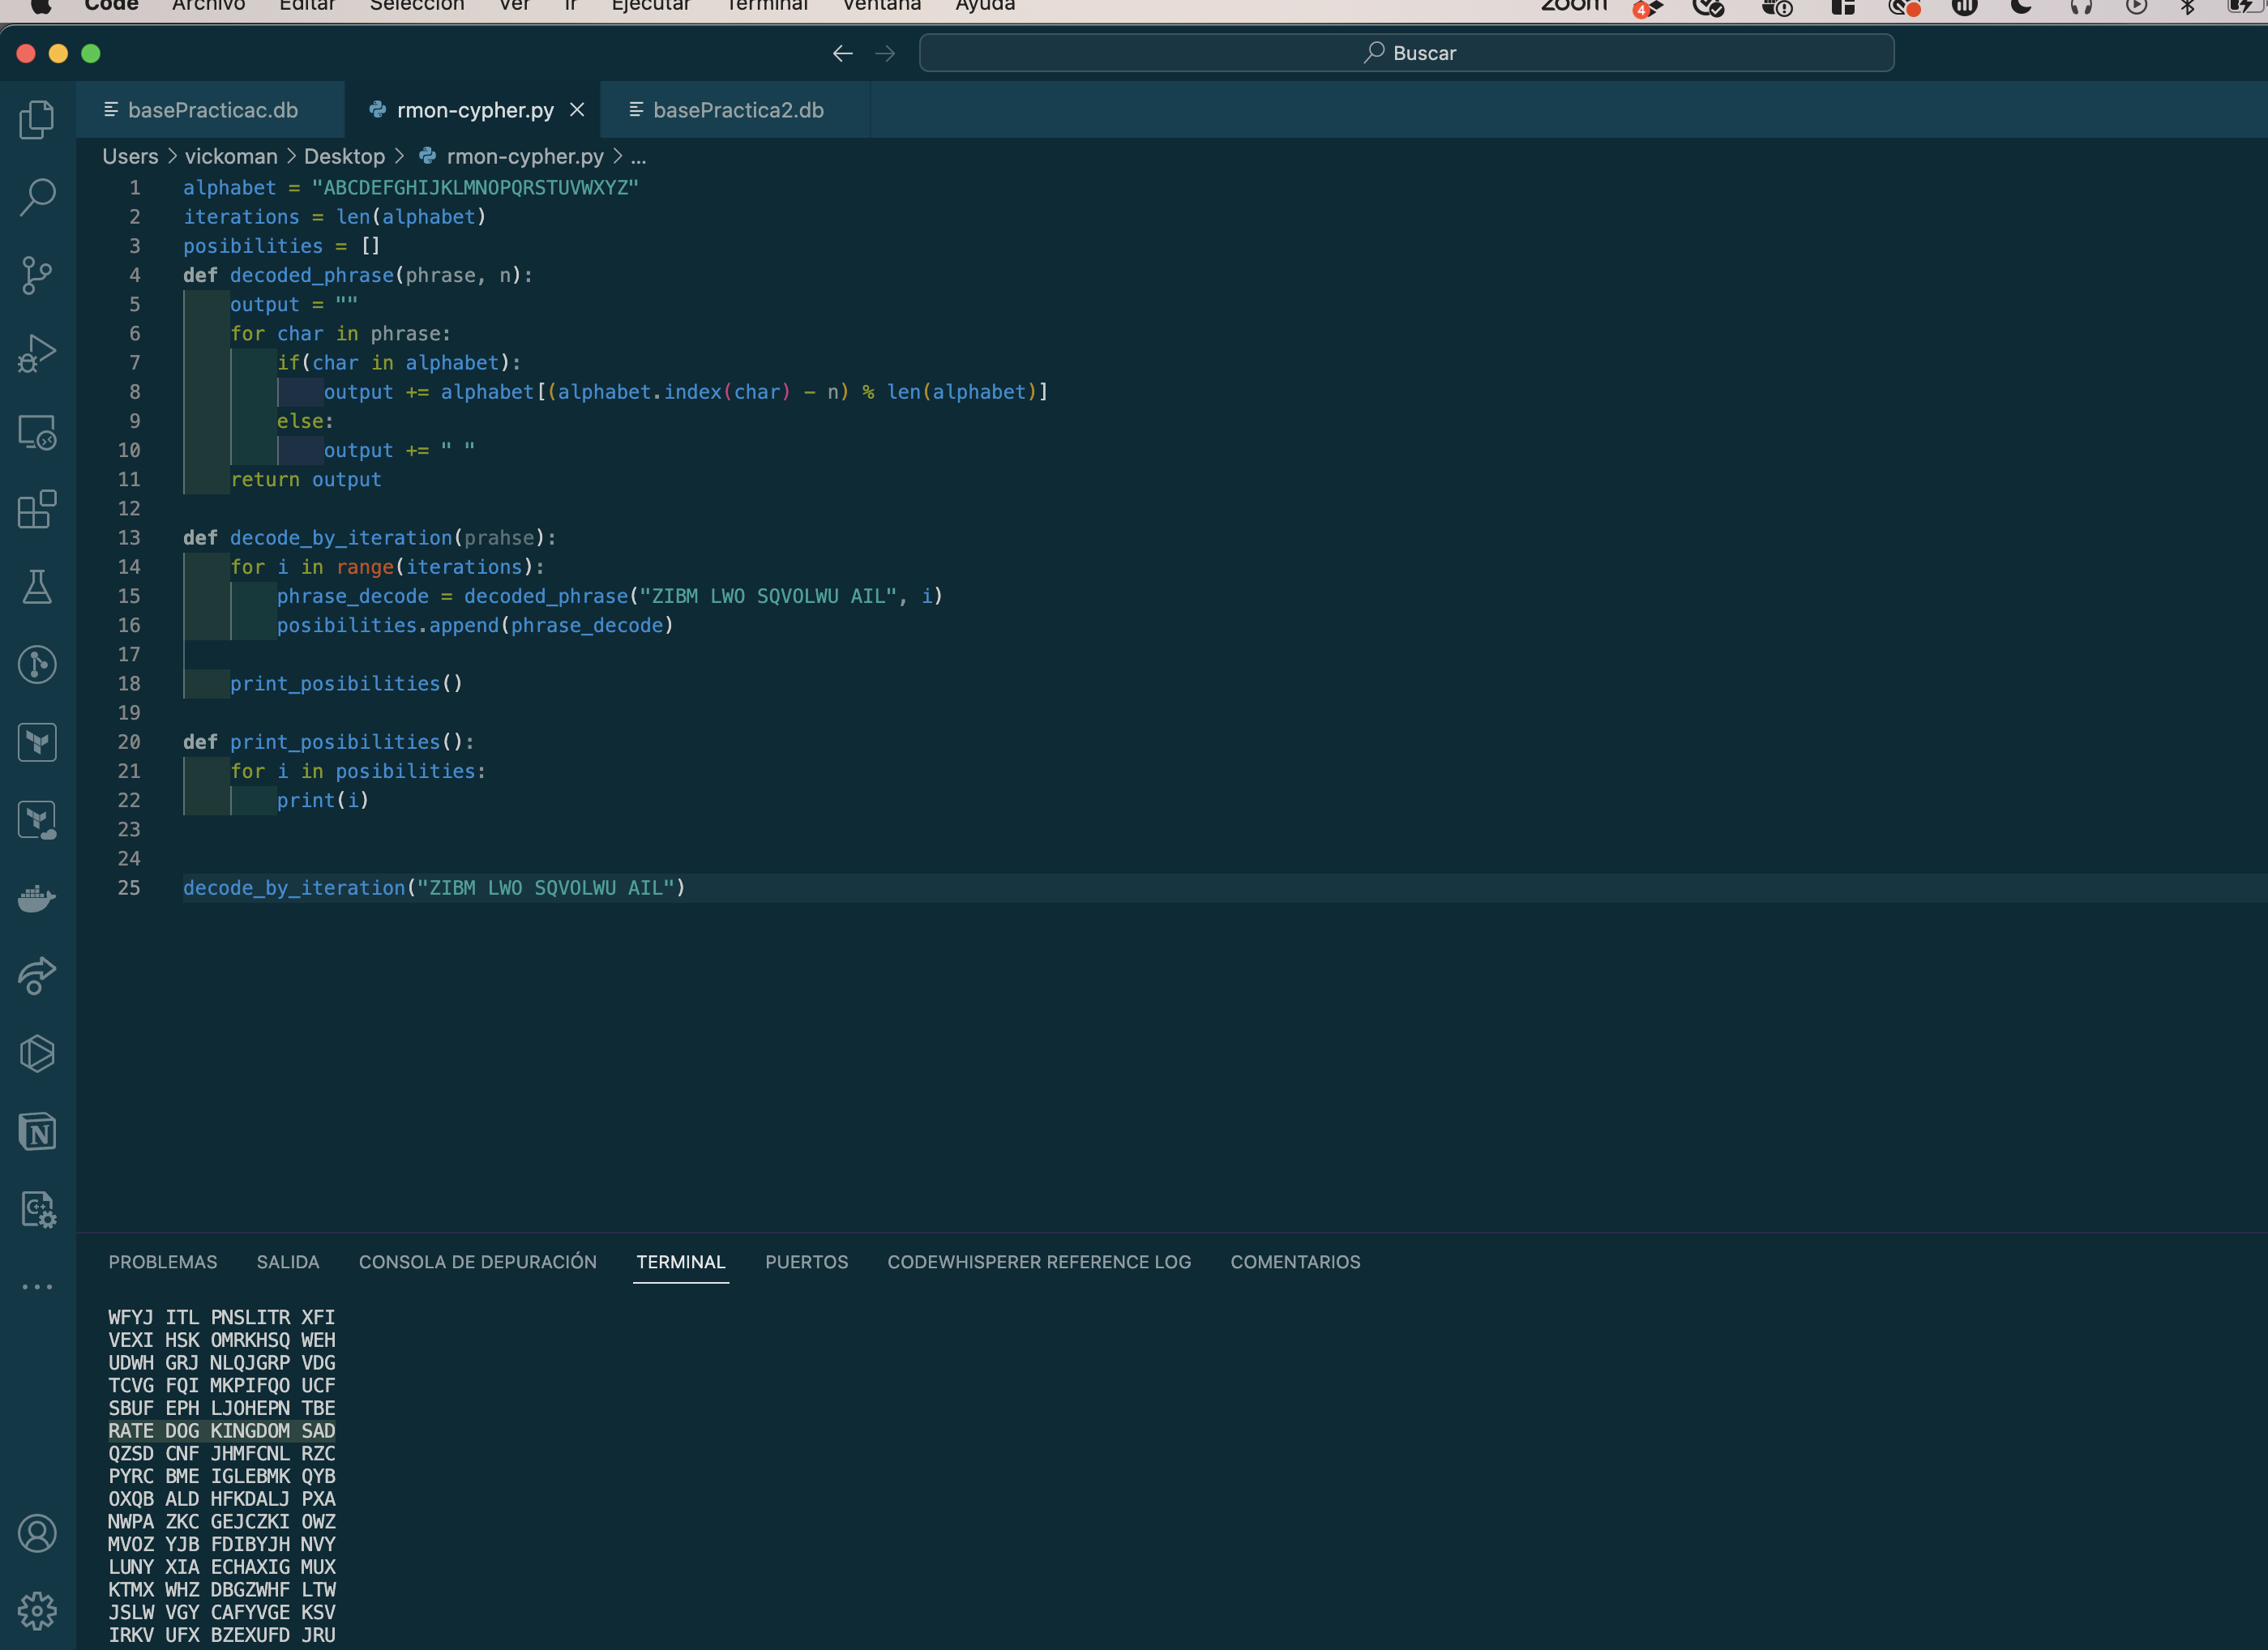 Code Archivo Editar Selección Ver Ir Ejecutar Terminal Ventana Ayuda zoom 4
Buscar
basePracticac.db rmon-cypher.py basePractica2.db
Users > vickoman > Desktop > rmon-cypher.py > ...
1 alphabet = "ABCDEFGHIJKLMNOPQRSTUVWXYZ"
2 iterations = len(alphabet)
3 posibilities = []
4 def decoded_phrase(phrase, n):
5 output = ""
6 for char in phrase:
7 if(char in alphabet):
8 output += alphabet[(alphabet.index(char) - n) % len(alphabet)]
9 else:
10 output += " "
11 return output
12
13 def decode_by_iteration(prahse):
14 for i in range(iterations):
15 phrase_decode = decoded_phrase("ZIBM LWO SQVOLWU AIL", i)
16 posibilities.append(phrase_decode)
17
18 print_posibilities()
19
20 def print_posibilities():
21 for i in posibilities:
22 print(i)
23
24
25 decode_by_iteration("ZIBM LWO SQVOLWU AIL")
PROBLEMAS SALIDA CONSOLA DE DEPURACIÓN TERMINAL PUERTOS CODEWHISPERER REFERENCE LOG COMENTARIOS
WFYJ ITL PNSLITR XFI
VEXI HSK OMRKHSQ WEH
UDWH GRJ NLQJGRP VDG
TCVG FQI MKPIFQO UCF
SBUF EPH LJOHEPN TBE
RATE DOG KINGDOM SAD
QZSD CNF JHMFCNL RZC
PYRC BME IGLEBMK QYB
OXQB ALD HFKDALJ PXA
NWPA ZKC GEJCZKI OWZ
MVOZ YJB FDIBYJH NVY
LUNY XIA ECHAXIG MUX
KTMX WHZ DBGZWHF LTW
JSLW VGY CAFYVGE KSV
IRKV UFX BZEXUFD JRU